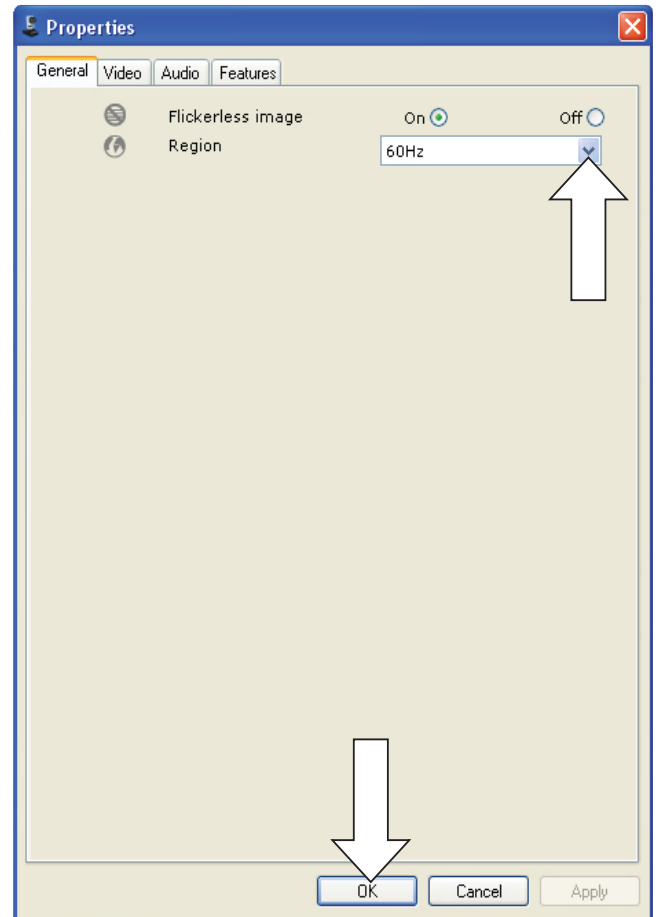 Properties
General Video Audio Features
Flickerless image On Off
Region 60Hz
OK Cancel Apply